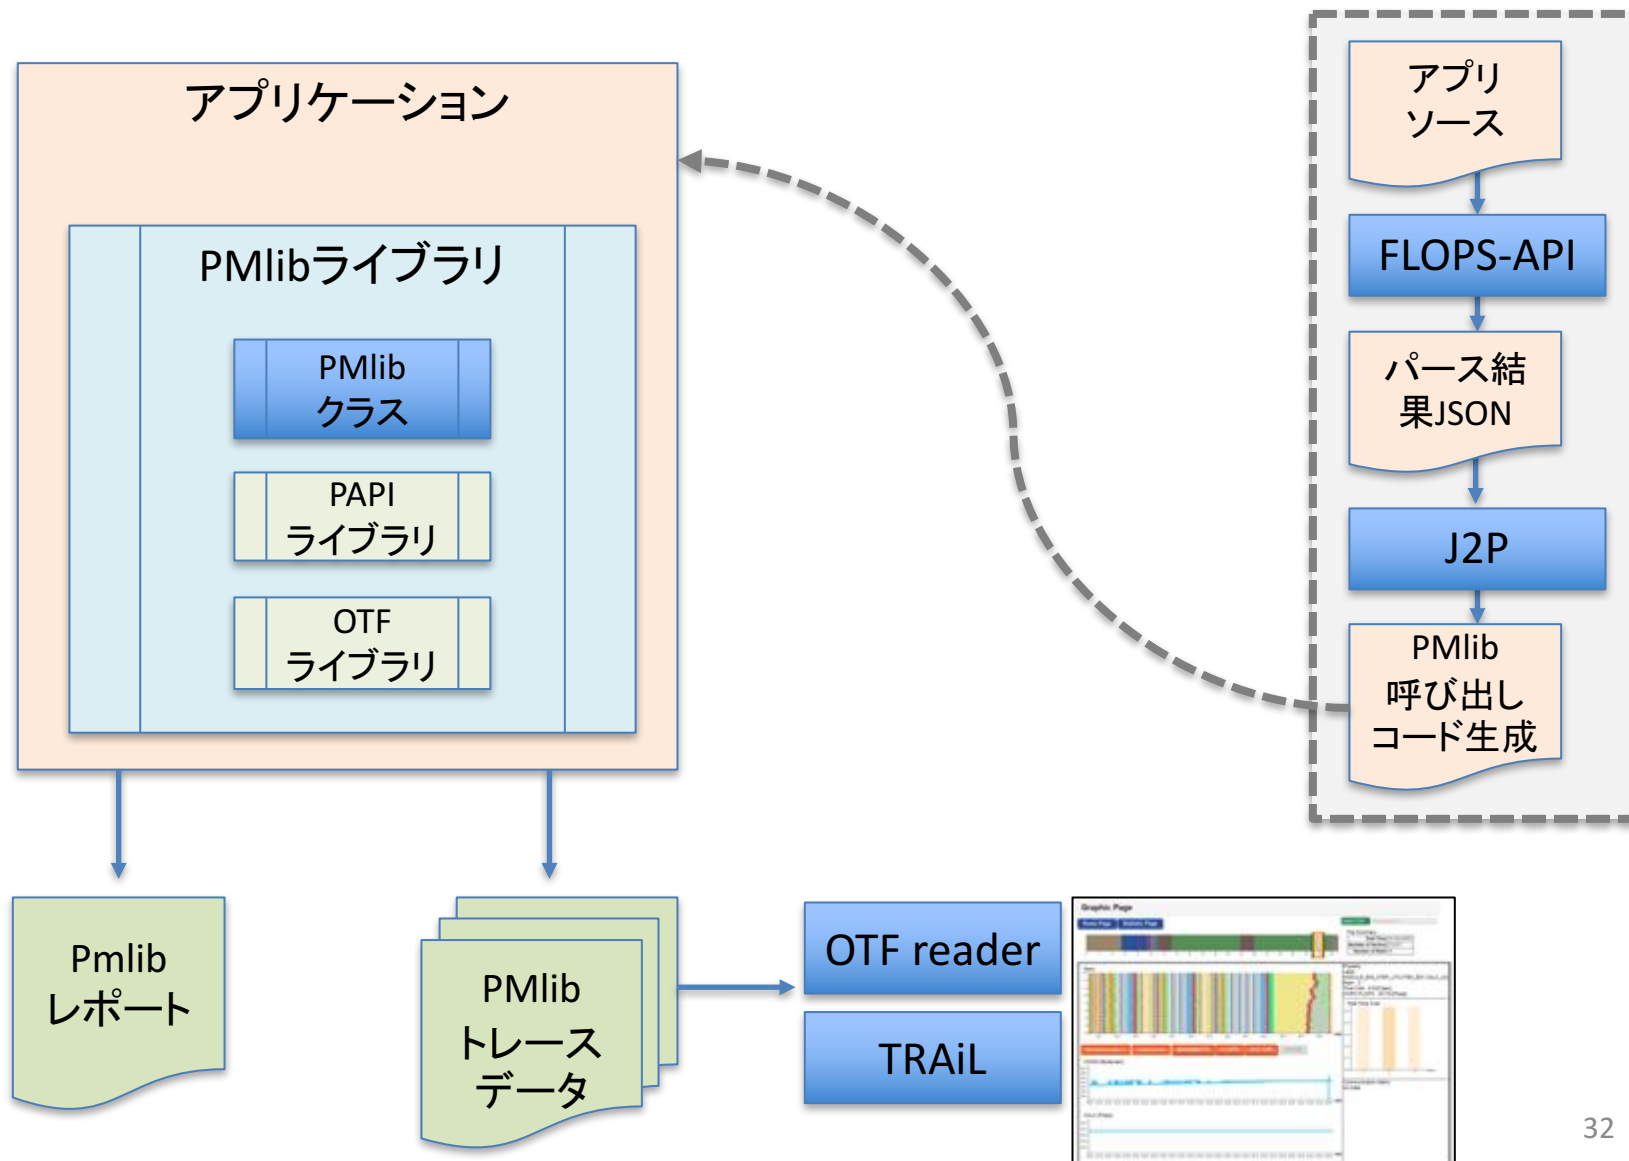 アプリケーション
PMlibライブラリ
PMlib
クラス
PAPI
ライブラリ
OTF
ライブラリ
アプリ
ソース
FLOPS-API
パース結
果JSON
J2P
PMlib
呼び出し
コード生成
Pmlib
レポート
PMlib
トレース
データ
OTF reader
TRAiL
Graphic Page
32